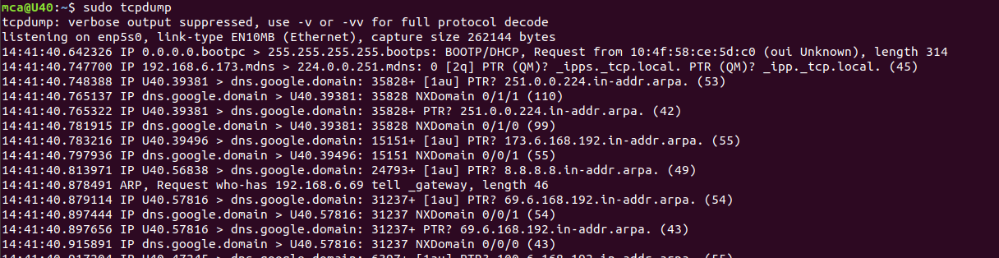 mca@U40:~$ sudo tcpdump
tcpdump: verbose output suppressed, use -v or -vv for full protocol decode
listening on enp5s0, link-type EN10MB (Ethernet), capture size 262144 bytes
14:41:40.642326 IP 0.0.0.0.bootpc > 255.255.255.255.bootps: BOOTP/DHCP, Request from 10:4f:58:ce:5d:c0 (oui Unknown), length 314
14:41:40.747700 IP 192.168.6.173.mdns > 224.0.0.251.mdns: 0 [2q] PTR (QM)? _ipps._tcp.local. PTR (QM)? _ipp._tcp.local. (45)
14:41:40.748388 IP U40.39381 > dns.google.domain: 35828+ [1au] PTR? 251.0.0.224.in-addr.arpa. (53)
14:41:40.765137 IP dns.google.domain > U40.39381: 35828 NXDomain 0/1/1 (110)
14:41:40.765322 IP U40.39381 > dns.google.domain: 35828+ PTR? 251.0.0.224.in-addr.arpa. (42)
14:41:40.781915 IP dns.google.domain > U40.39381: 35828 NXDomain 0/1/0 (99)
14:41:40.783216 IP U40.39496 > dns.google.domain: 15151+ [1au] PTR? 173.6.168.192.in-addr.arpa. (55)
14:41:40.797936 IP dns.google.domain > U40.39496: 15151 NXDomain 0/0/1 (55)
14:41:40.813971 IP U40.56838 > dns.google.domain: 24793+ [1au] PTR? 8.8.8.8.in-addr.arpa. (49)
14:41:40.878491 ARP, Request who-has 192.168.6.69 tell _gateway, length 46
14:41:40.879114 IP U40.57816 > dns.google.domain: 31237+ [1au] PTR? 69.6.168.192.in-addr.arpa. (54)
14:41:40.897444 IP dns.google.domain > U40.57816: 31237 NXDomain 0/0/1 (54)
14:41:40.897656 IP U40.57816 > dns.google.domain: 31237+ PTR? 69.6.168.192.in-addr.arpa. (43)
14:41:40.915891 IP dns.google.domain > U40.57816: 31237 NXDomain 0/0/0 (43)